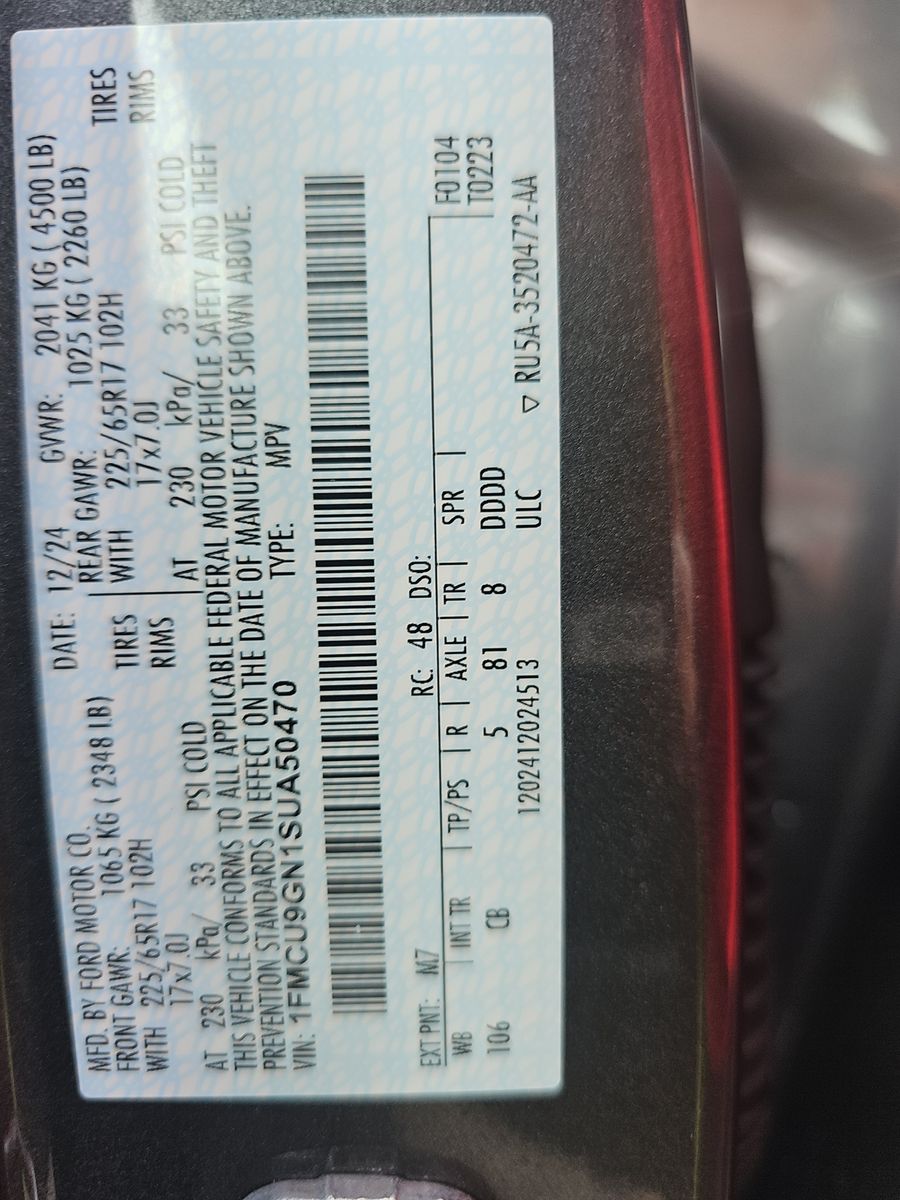 MFD. BY FORD MOTOR CO. DATE: 12/24 GVWR: 2041 KG ( 4500 LB)
FRONT GAWR: 1065 KG ( 2348 LB) REAR GAWR: 1025 KG ( 2260 LB)
WITH 225/65R17 102H TIRES WITH 225/65R17 102H TIRES
17x7.0J RIMS 17x7.0J RIMS
AT 230 kPa/ 33 PSI COLD AT 230 kPa/ 33 PSI COLD
THIS VEHICLE CONFORMS TO ALL APPLICABLE FEDERAL MOTOR VEHICLE SAFETY AND THEFT
PREVENTION STANDARDS IN EFFECT ON THE DATE OF MANUFACTURE SHOWN ABOVE.
VIN: 1FMCU9GN1SUA50470 TYPE: MPV
EXT PNT: M7 RC: 48 DSO: F0104
WB | INT TR | TP/PS | R | AXLE | TR | SPR | T0223
106 CB 5 81 8 DDDD
1202412024513 ULC ▽ RU5A-3520472-AA